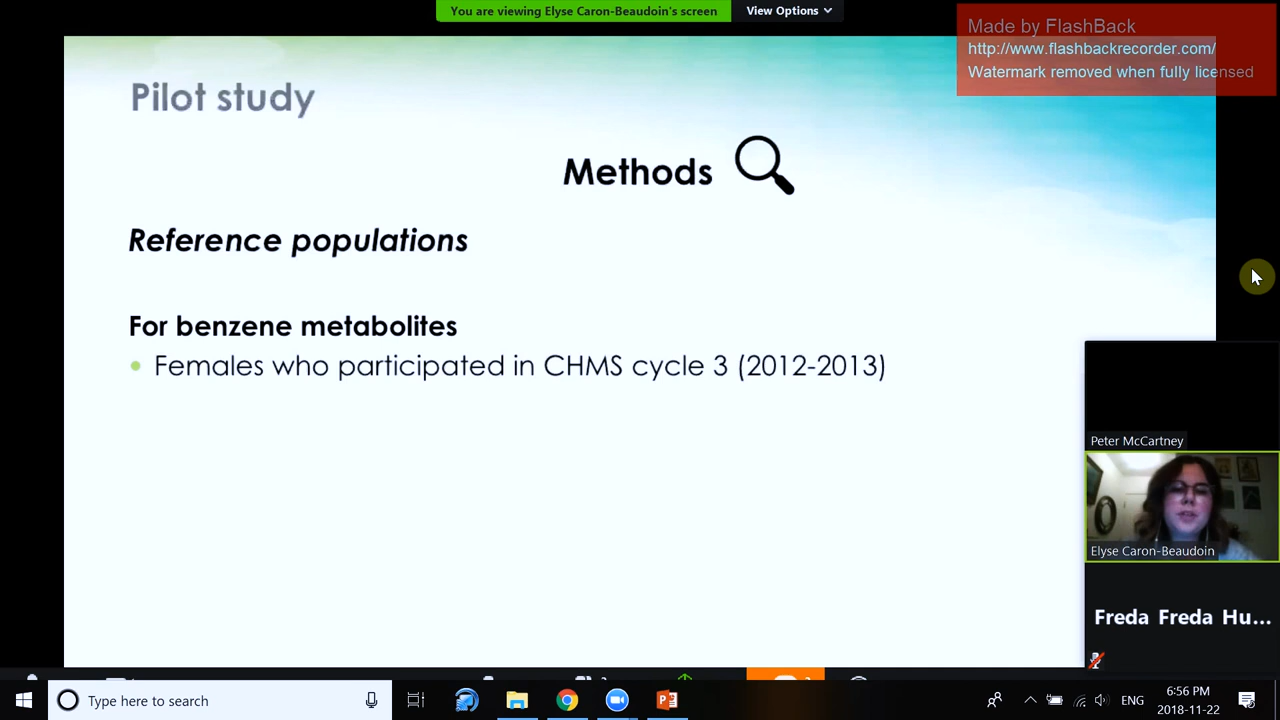 You are viewing Elyse Caron-Beaudoin's screen
View Options
Made by FlashBack
http://www.flashbackrecorder.com/
Watermark removed when fully licensed
Pilot study
Methods
Reference populations
For benzene metabolites
Females who participated in CHMS cycle 3 (2012-2013)
Peter McCartney
Elyse Caron-Beaudoin
Freda Freda Hu...
Type here to search
ENG
6:56 PM
2018-11-22